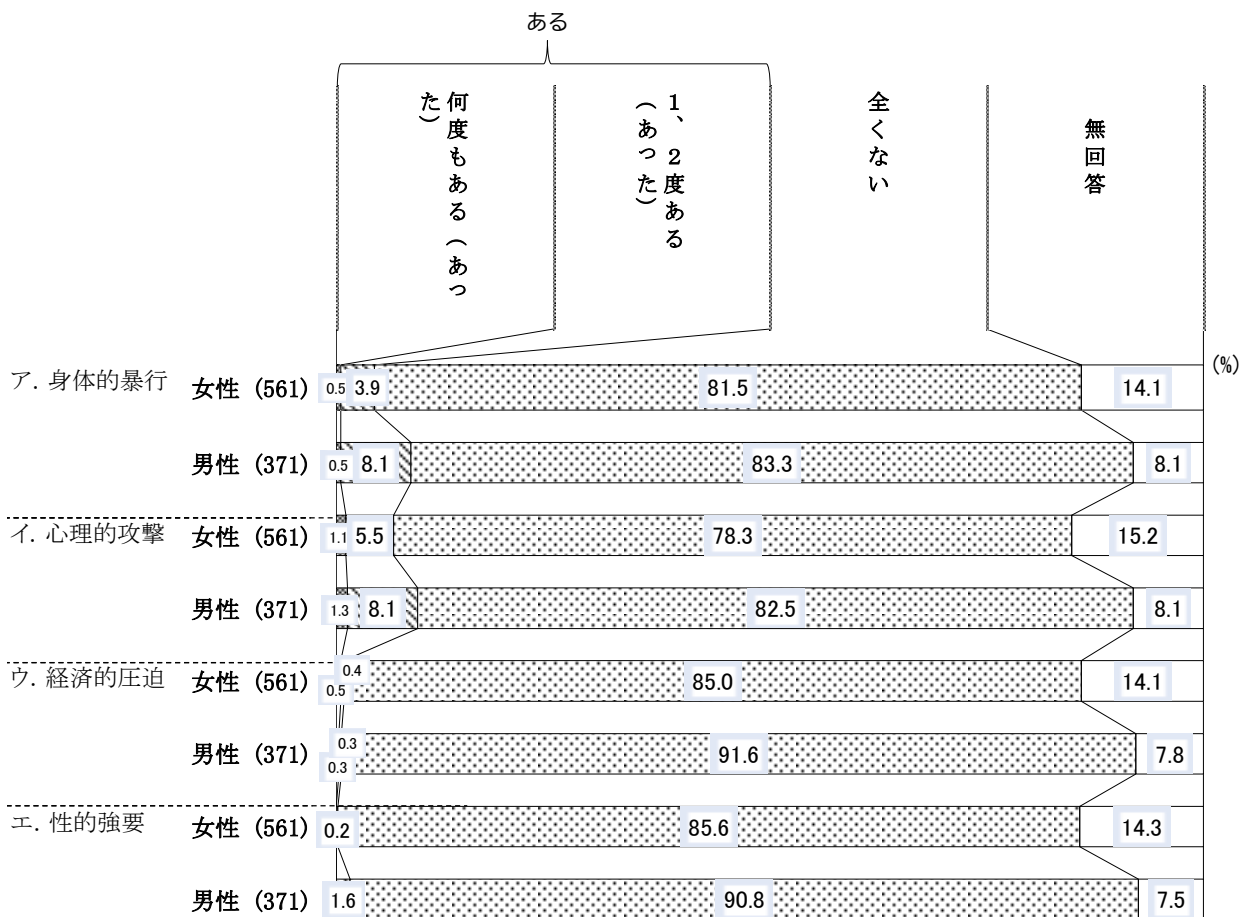 ある
何度もある（あっ
た）
1、2度ある
（あった）
全くない
無回答
(%)
ア．身体的暴行 女性 (561) 0.5 3.9 81.5 14.1
男性 (371) 0.5 8.1 83.3 8.1
イ．心理的攻撃 女性 (561) 1.1 5.5 78.3 15.2
男性 (371) 1.3 8.1 82.5 8.1
ウ．経済的圧迫 女性 (561) 0.5 0.4 85.0 14.1
男性 (371) 0.3 0.3 91.6 7.8
エ．性的強要 女性 (561) 0.2 85.6 14.3
男性 (371) 1.6 90.8 7.5